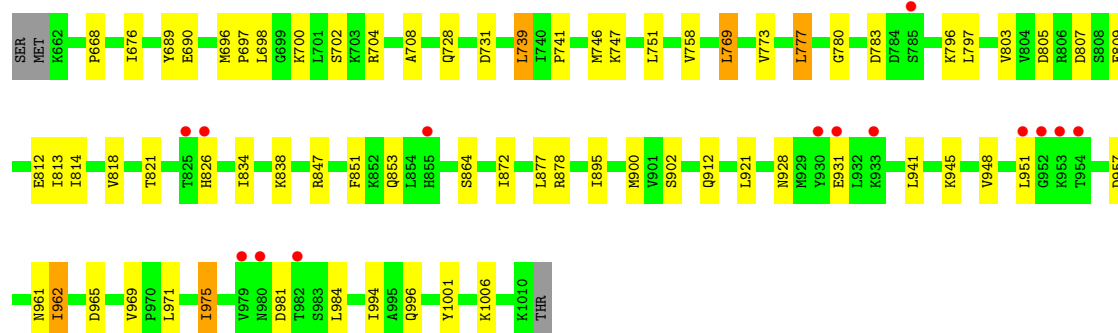 SER MET K662 P668 I676 Y689 E690 M696 P697 L698 G699 K700 L701 S702 K703 R704 A708 Q728 D731 L739 I740 P741 M746 K747 L751 V758 L769 V773 L777 G780 D783 D784 S785 K796 L797 V803 V804 D805 R806 D807 S808
E812 I813 I814 V818 T821 T825 H826 I834 K838 R847 F851 K852 Q853 L854 H855 S864 I872 L877 R878 I895 M900 V901 S902 Q912 L921 N928 M929 Y930 E931 L932 K933 L941 K945 V948 L951 G952 K953 T954 D957
N961 I962 D965 V969 P970 L971 I975 V979 N980 T982 D981 S983 L984 I994 A995 Q996 Y1001 K1006 K1010 THR